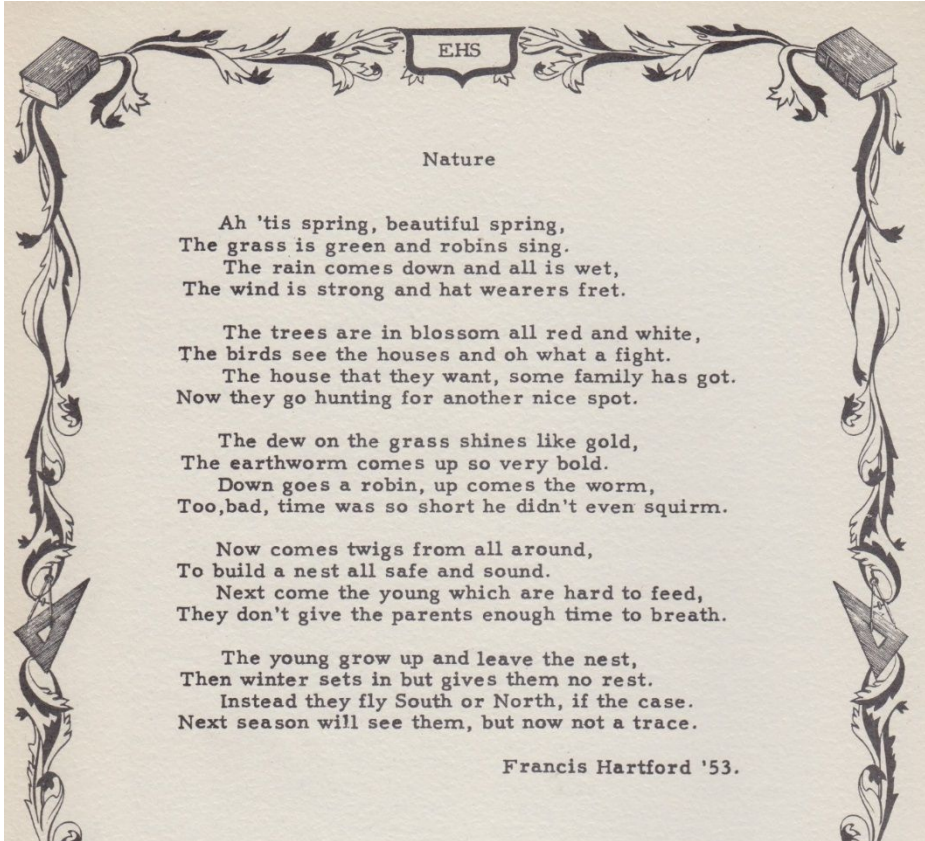 EHS
Nature
Ah 'tis spring, beautiful spring,
The grass is green and robins sing.
The rain comes down and all is wet,
The wind is strong and hat wearers fret.
The trees are in blossom all red and white,
The birds see the houses and oh what a fight.
The house that they want, some family has got.
Now they go hunting for another nice spot.
The dew on the grass shines like gold,
The earthworm comes up so very bold.
Down goes a robin, up comes the worm,
Too,bad, time was so short he didn't even squirm.
Now comes twigs from all around,
To build a nest all safe and sound.
Next come the young which are hard to feed,
They don't give the parents enough time to breath.
The young grow up and leave the nest,
Then winter sets in but gives them no rest.
Instead they fly South or North, if the case.
Next season will see them, but now not a trace.
Francis Hartford '53.